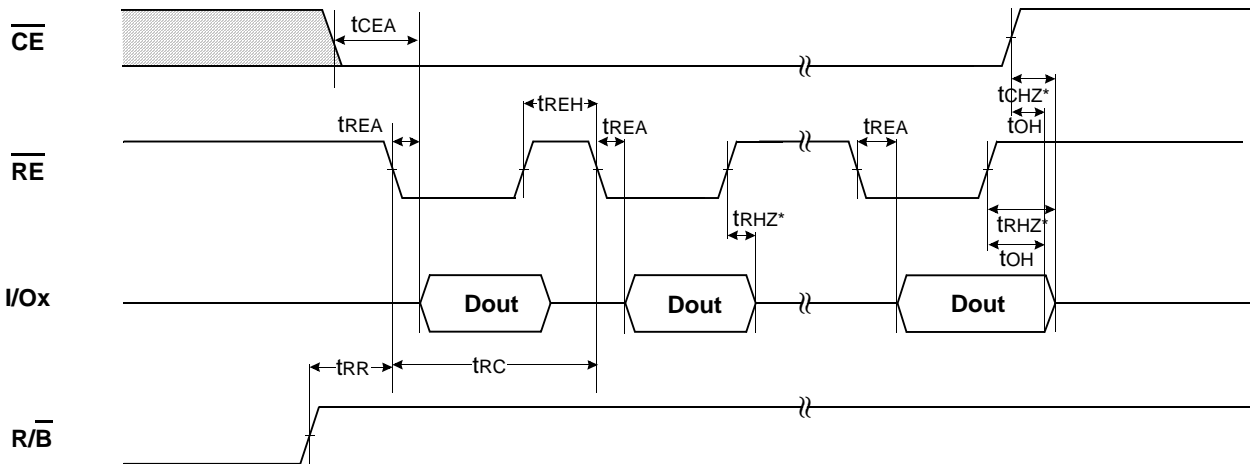 CE
tCEA
tCHZ*
tREH
tREA
tREA
tREA
tOH
RE
tRHZ*
tRHZ*
tOH
I/Ox
Dout
Dout
Dout
tRR
tRC
R/B